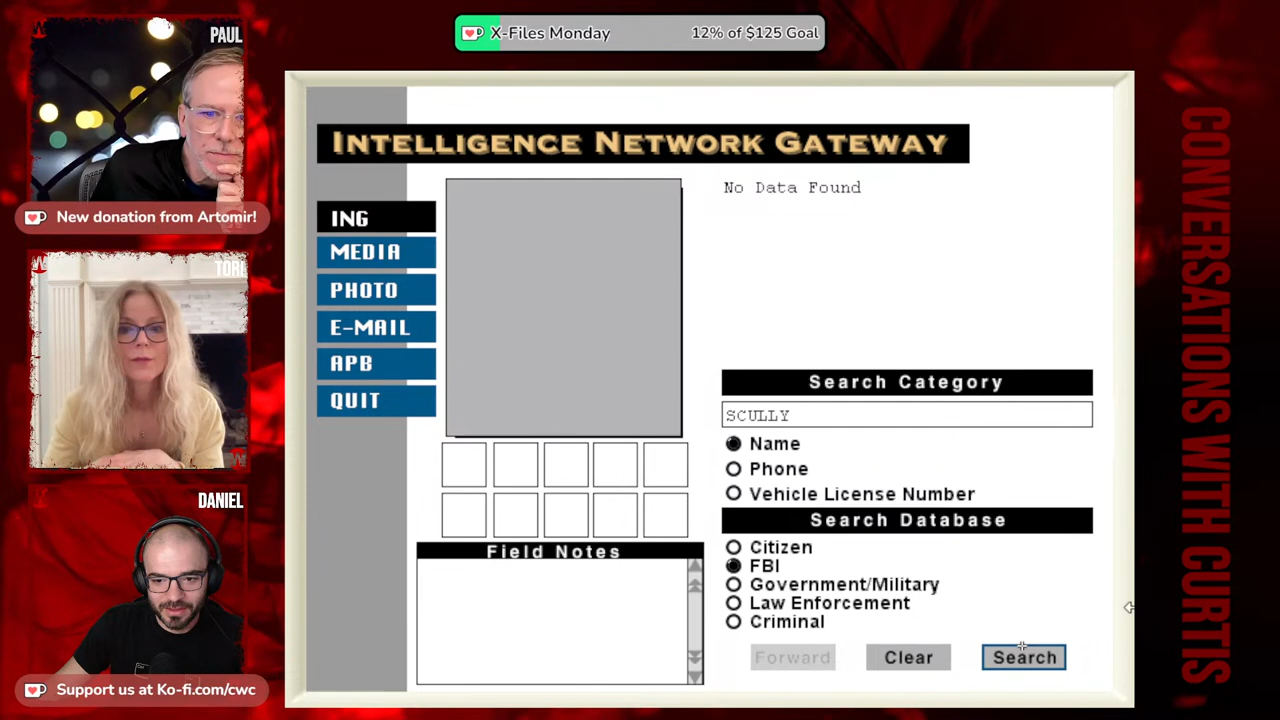 X-Files Monday 12% of $125 Goal
PAUL
New donation from Artomir!
TORI
DANIEL
Support us at Ko-fi.com/cwc
INTELLIGENCE NETWORK GATEWAY
ING
MEDIA
PHOTO
E-MAIL
APB
QUIT
No Data Found
Search Category
SCULLY
Name
Phone
Vehicle License Number
Search Database
Citizen
FBI
Government/Military
Law Enforcement
Criminal
Forward Clear Search
Field Notes
CONVERSATIONS WITH CURTIS